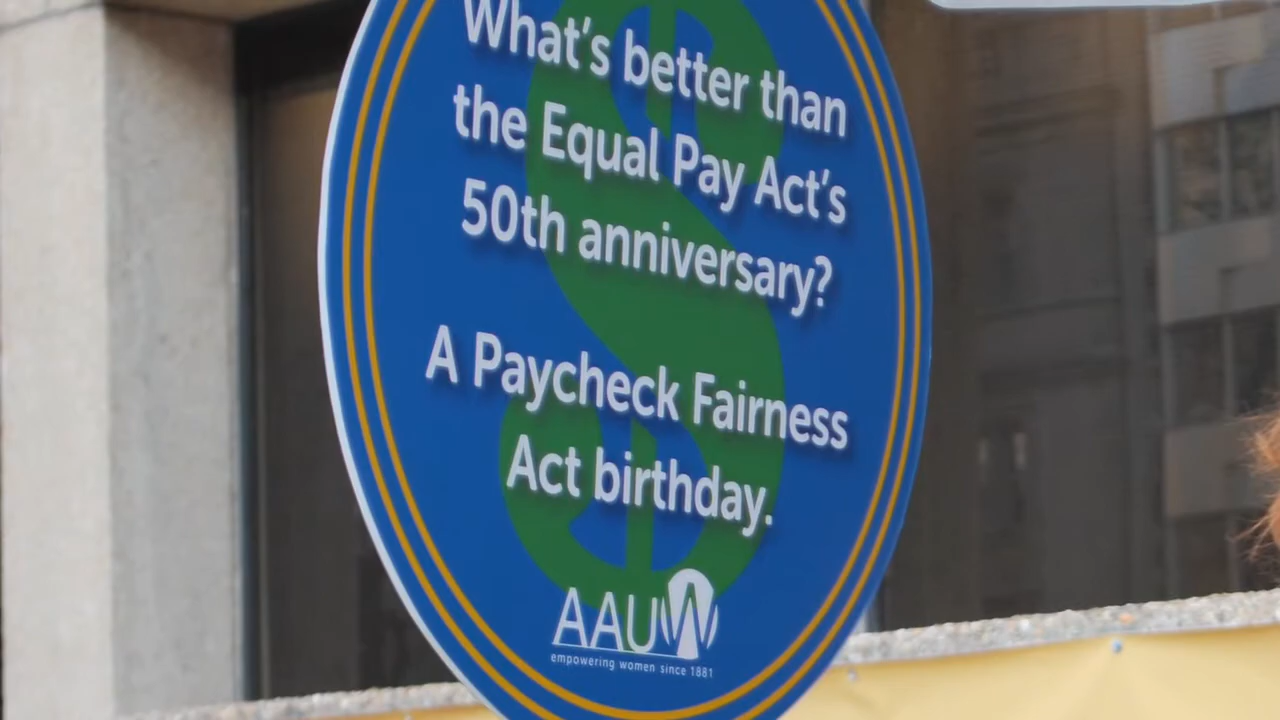 What's better than
the Equal Pay Act's
50th anniversary?
A Paycheck Fairness
Act birthday.
AAUW
empowering women since 1881